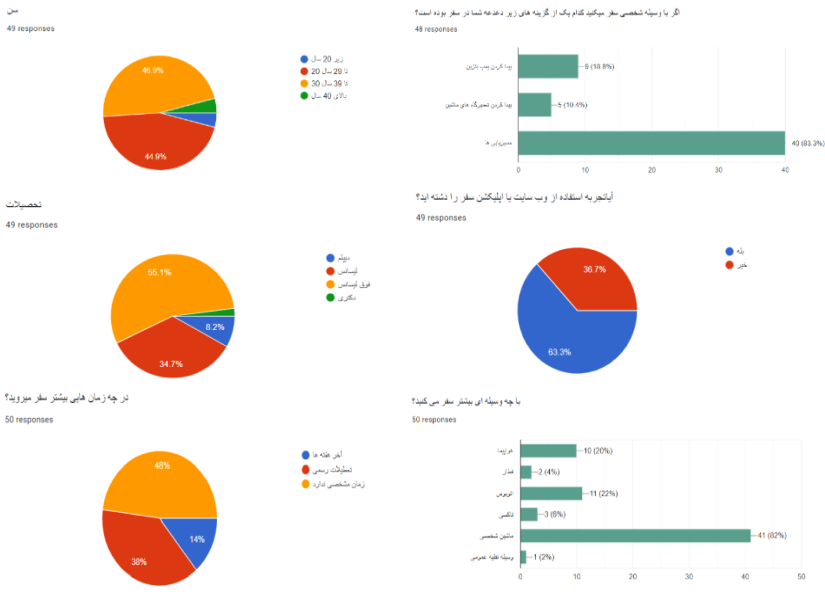 سن
49 responses
زیر 20 سال
20 تا 29 سال
30 تا 39 سال
بالای 40 سال
46.9%
44.9%
اگر با وسیله شخصی سفر میکنید کدام یک از گزینه های زیر دغدغه شما در سفر بوده است؟
48 responses
پیدا کردن پمپ بنزین
9 (18.8%)
پیدا کردن تعمیرگاه های ماشین
5 (10.4%)
مسیریابی ها
40 (83.3%)
0 10 20 30 40
تحصیلات
49 responses
دیپلم
لیسانس
فوق لیسانس
دکتری
55.1%
8.2%
34.7%
آیاتجربه استفاده از وب سایت یا اپلیکشن سفر را دشته اید؟
49 responses
بله
خیر
36.7%
63.3%
در چه زمان هایی بیشتر سفر میروید؟
50 responses
آخر هفته ها
تعطیلات رسمی
زمان مشخصی ندارد
48%
14%
38%
با چه وسیله ای بیشتر سفر می کنید؟
50 responses
هواپیما
10 (20%)
قطار
2 (4%)
اتوبوس
11 (22%)
تاکسی
3 (6%)
ماشین شخصی
41 (82%)
وسیله نقلیه عمومی
1 (2%)
0 10 20 30 40 50